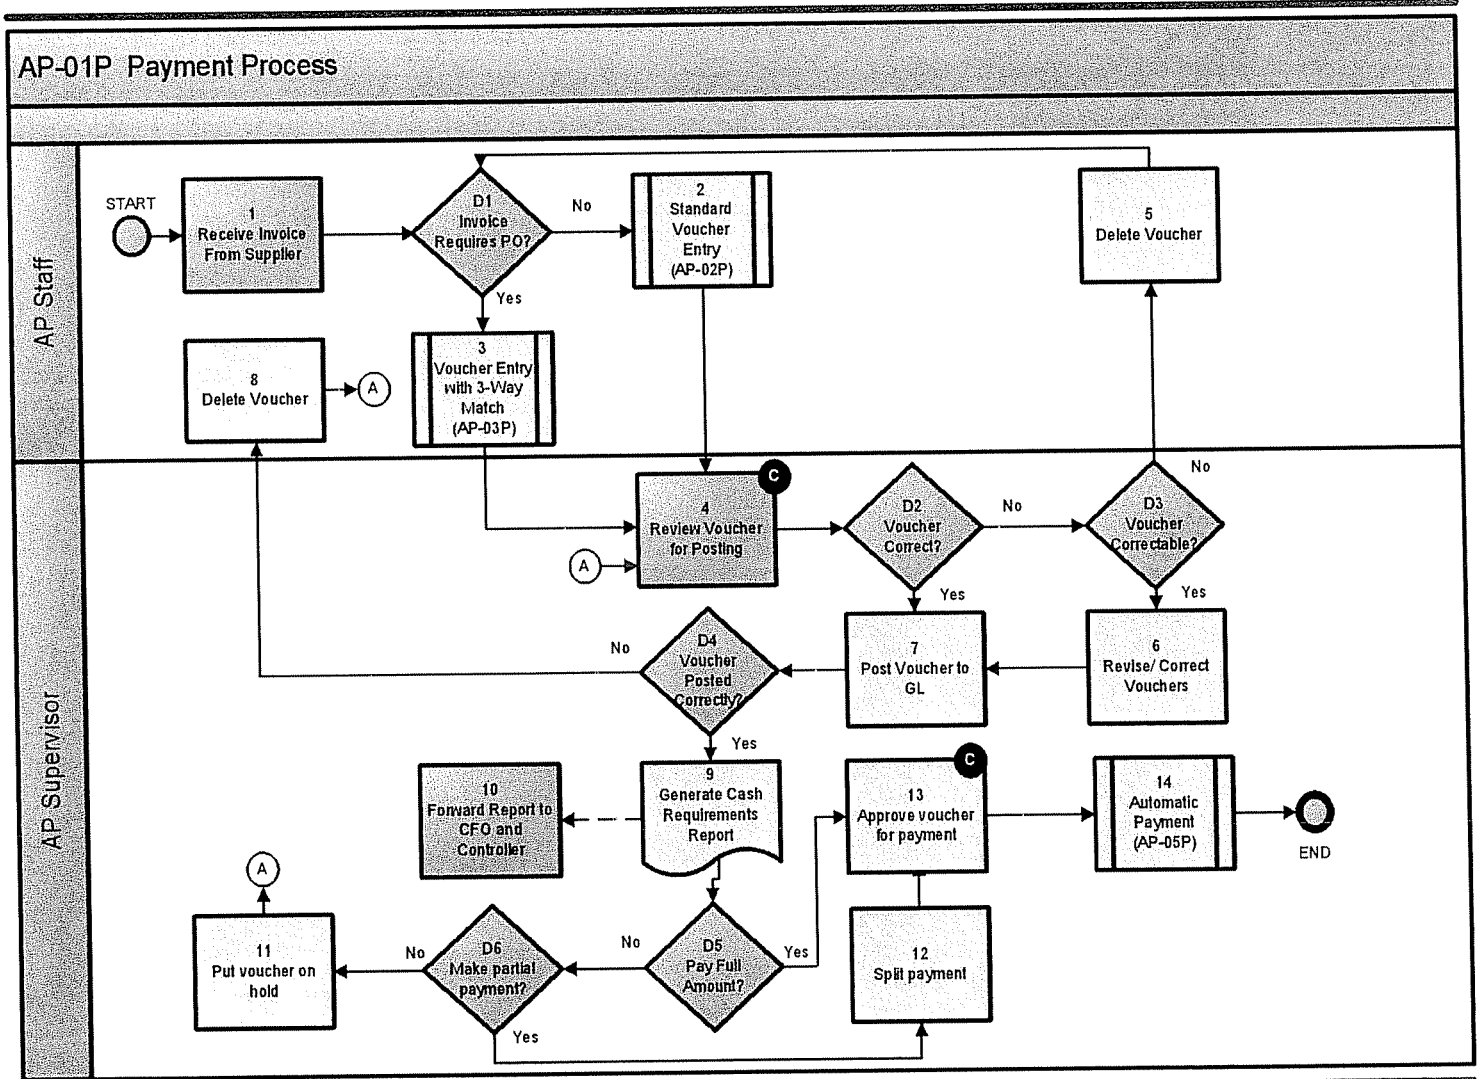 AP-01P Payment Process
AP Staff
START
1
Receive Invoice
From Supplier
D1
Invoice
Requires PO?
No
Yes
2
Standard
Voucher
Entry
(AP-02P)
5
Delete Voucher
8
Delete Voucher
A
3
Voucher Entry
with 3-Way
Match
(AP-03P)
AP Supervisor
4
Review Voucher
for Posting
C
A
D2
Voucher
Correct?
No
Yes
D3
Voucher
Correctable?
No
Yes
D4
Voucher
Posted
Correctly?
No
Yes
7
Post Voucher to
GL
6
Revise/ Correct
Vouchers
10
Forward Report to
CFO and
Controller
9
Generate Cash
Requirements
Report
13
Approve voucher
for payment
C
14
Automatic
Payment
(AP-05P)
END
A
11
Put voucher on
hold
No
D6
Make partial
payment?
Yes
No
D5
Pay Full
Amount?
Yes
12
Split payment